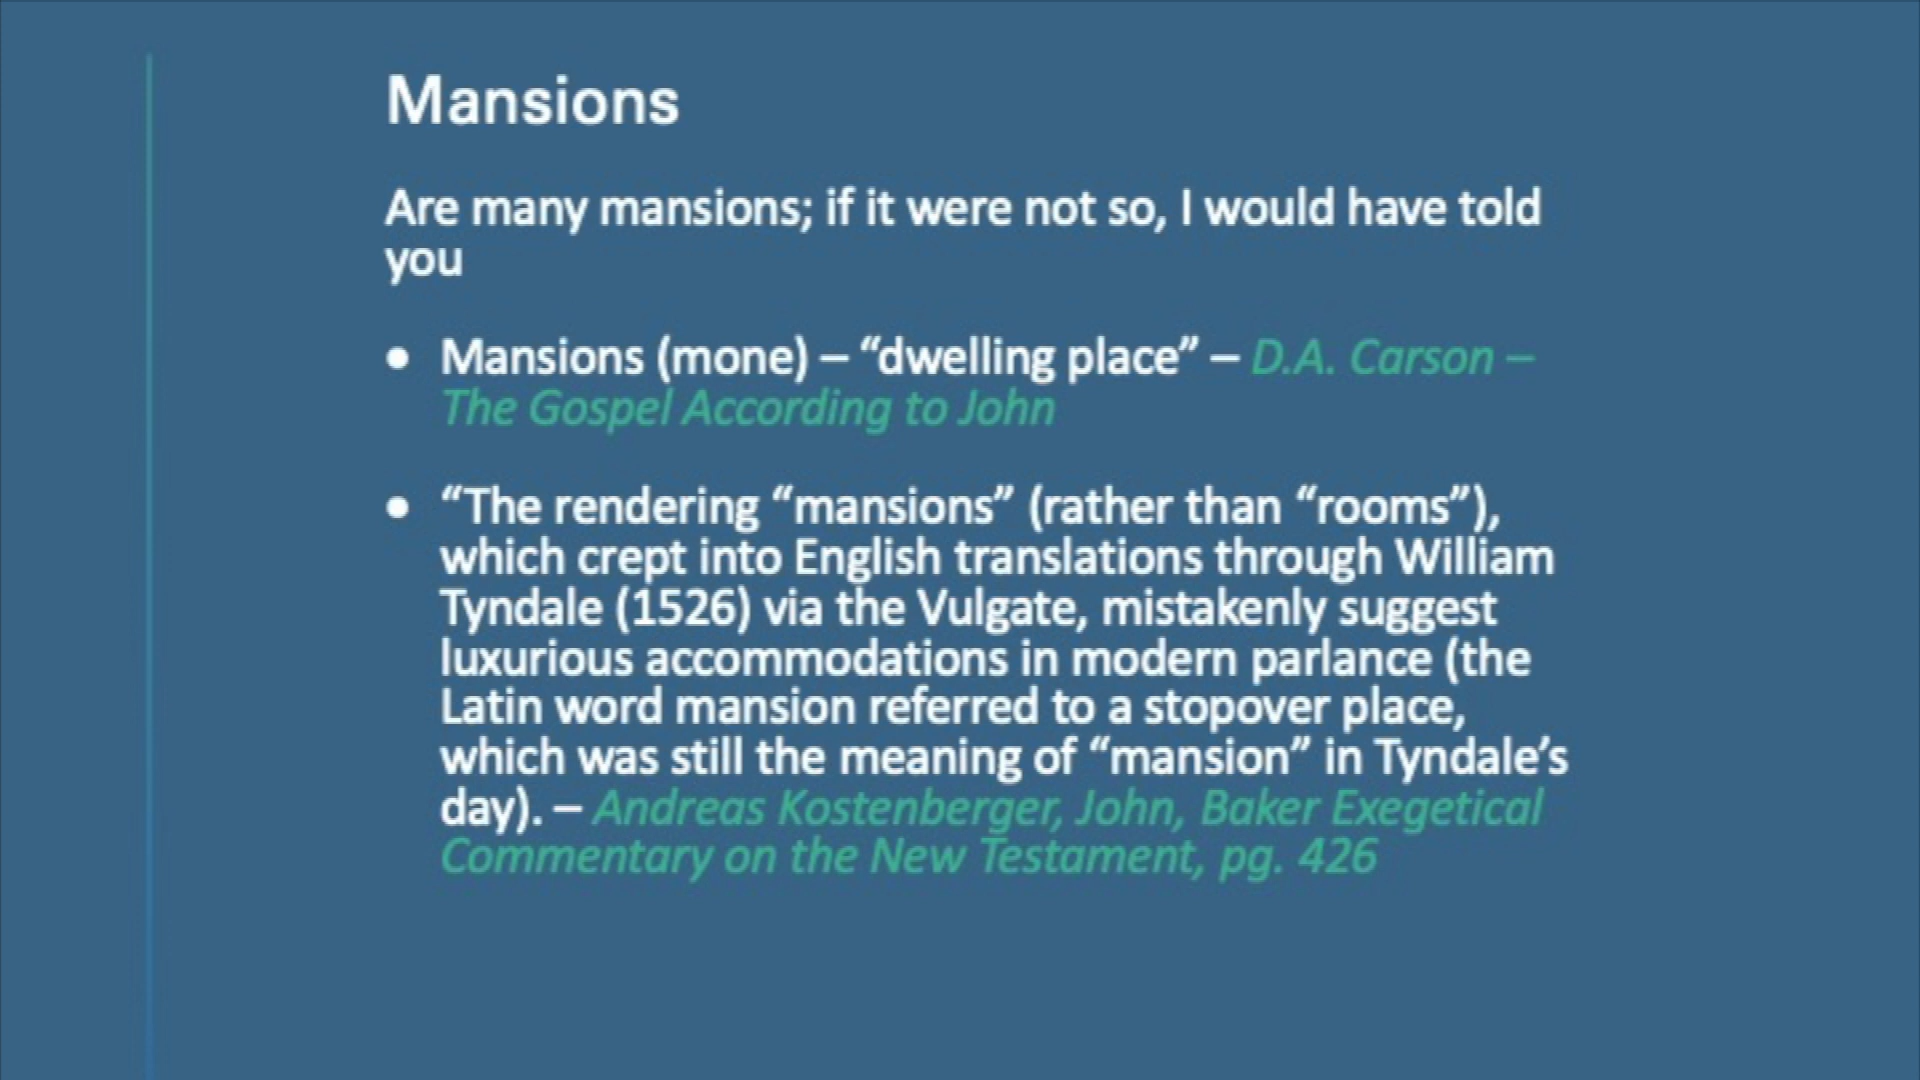 Mansions
Are many mansions; if it were not so, I would have told
you
• Mansions (mone) – “dwelling place” – D.A. Carson –
The Gospel According to John
• “The rendering “mansions” (rather than “rooms”),
which crept into English translations through William
Tyndale (1526) via the Vulgate, mistakenly suggest
luxurious accommodations in modern parlance (the
Latin word mansion referred to a stopover place,
which was still the meaning of “mansion” in Tyndale’s
day). – Andreas Kostenberger, John, Baker Exegetical
Commentary on the New Testament, pg. 426